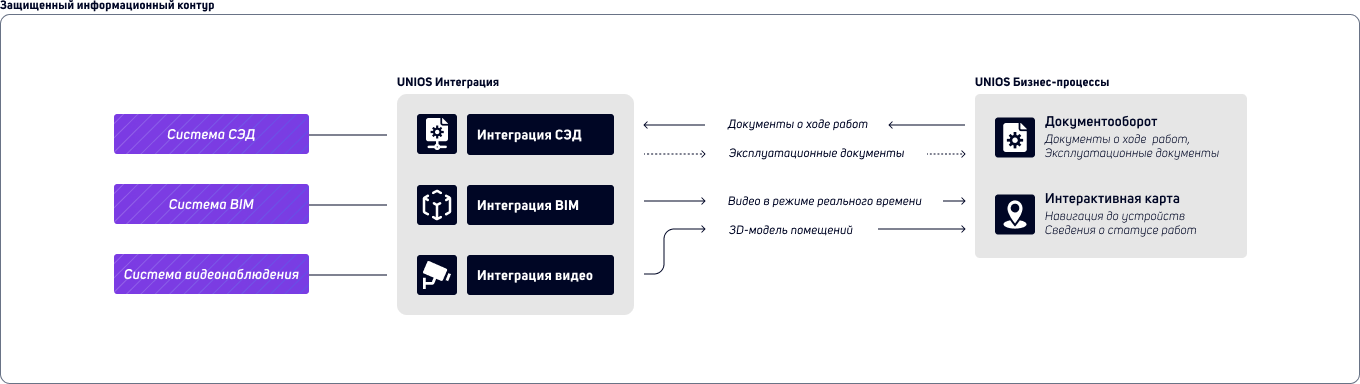 Защищенный информационный контур
UNIOS Интеграция
UNIOS Бизнес-процессы
Система СЭД
Интеграция СЭД
Документы о ходе работ
Эксплуатационные документы
Документооборот
Документы о ходе работ,
Эксплуатационные документы
Система BIM
Интеграция BIM
Видео в режиме реального времени
3D-модель помещений
Интерактивная карта
Навигация до устройств
Сведения о статусе работ
Система видеонаблюдения
Интеграция видео